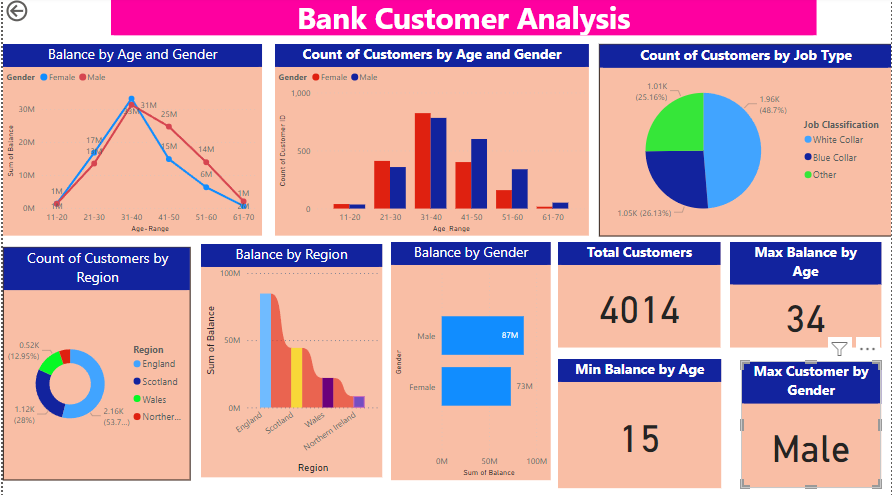 Bank Customer Analysis
Balance by Age and Gender
Gender Female Male
Sum of Balance
30M
20M
10M
0M
1M
1M
17M
31M
25M
15M
14M
6M
1M
11-20 21-30 31-40 41-50 51-60 61-70
Age-Range
Count of Customers by Age and Gender
Gender Female Male
Count of Customer ID
1,000
500
0
11-20 21-30 31-40 41-50 51-60 61-70
Age_Range
Count of Customers by Job Type
1.01K
(25.16%)
1.96K
(48.7%)
1.05K (26.13%)
Job Classification
White Collar
Blue Collar
Other
Count of Customers by
Region
0.52K
(12.95%)
1.12K
(28%)
2.16K
(53.7...)
Region
England
Scotland
Wales
Norther...
Balance by Region
Sum of Balance
100M
50M
0M
England
Scotland
Wales
Northern Ireland
Region
Balance by Gender
Gender
Male 87M
Female 73M
0M 50M 100M
Sum of Balance
Total Customers
4014
Max Balance by
Age
34
Min Balance by Age
15
Max Customer by
Gender
Male